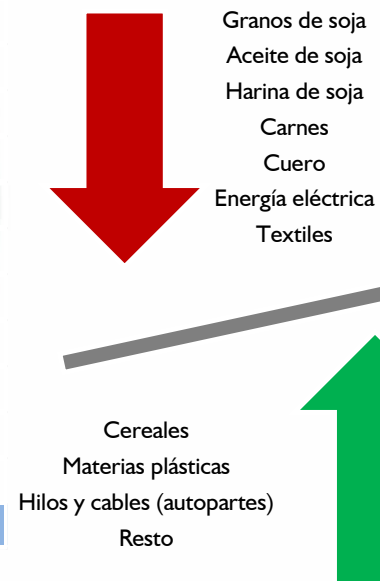 Granos de soja
Aceite de soja
Harina de soja
Carnes
Cuero
Energía eléctrica
Textiles
Cereales
Materias plásticas
Hilos y cables (autopartes)
Resto